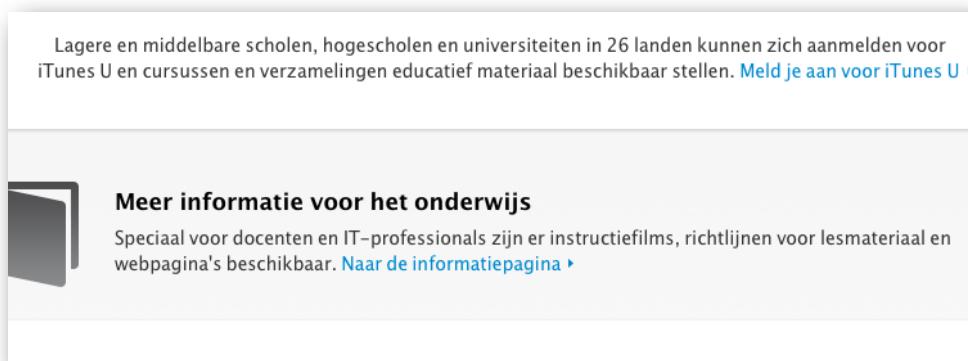 Lagere en middelbare scholen, hogescholen en universiteiten in 26 landen kunnen zich aanmelden voor
iTunes U en cursussen en verzamelingen educatief materiaal beschikbaar stellen. Meld je aan voor iTunes U
Meer informatie voor het onderwijs
Speciaal voor docenten en IT-professionals zijn er instructiefilms, richtlijnen voor lesmateriaal en
webpagina's beschikbaar. Naar de informatiepagina ▸